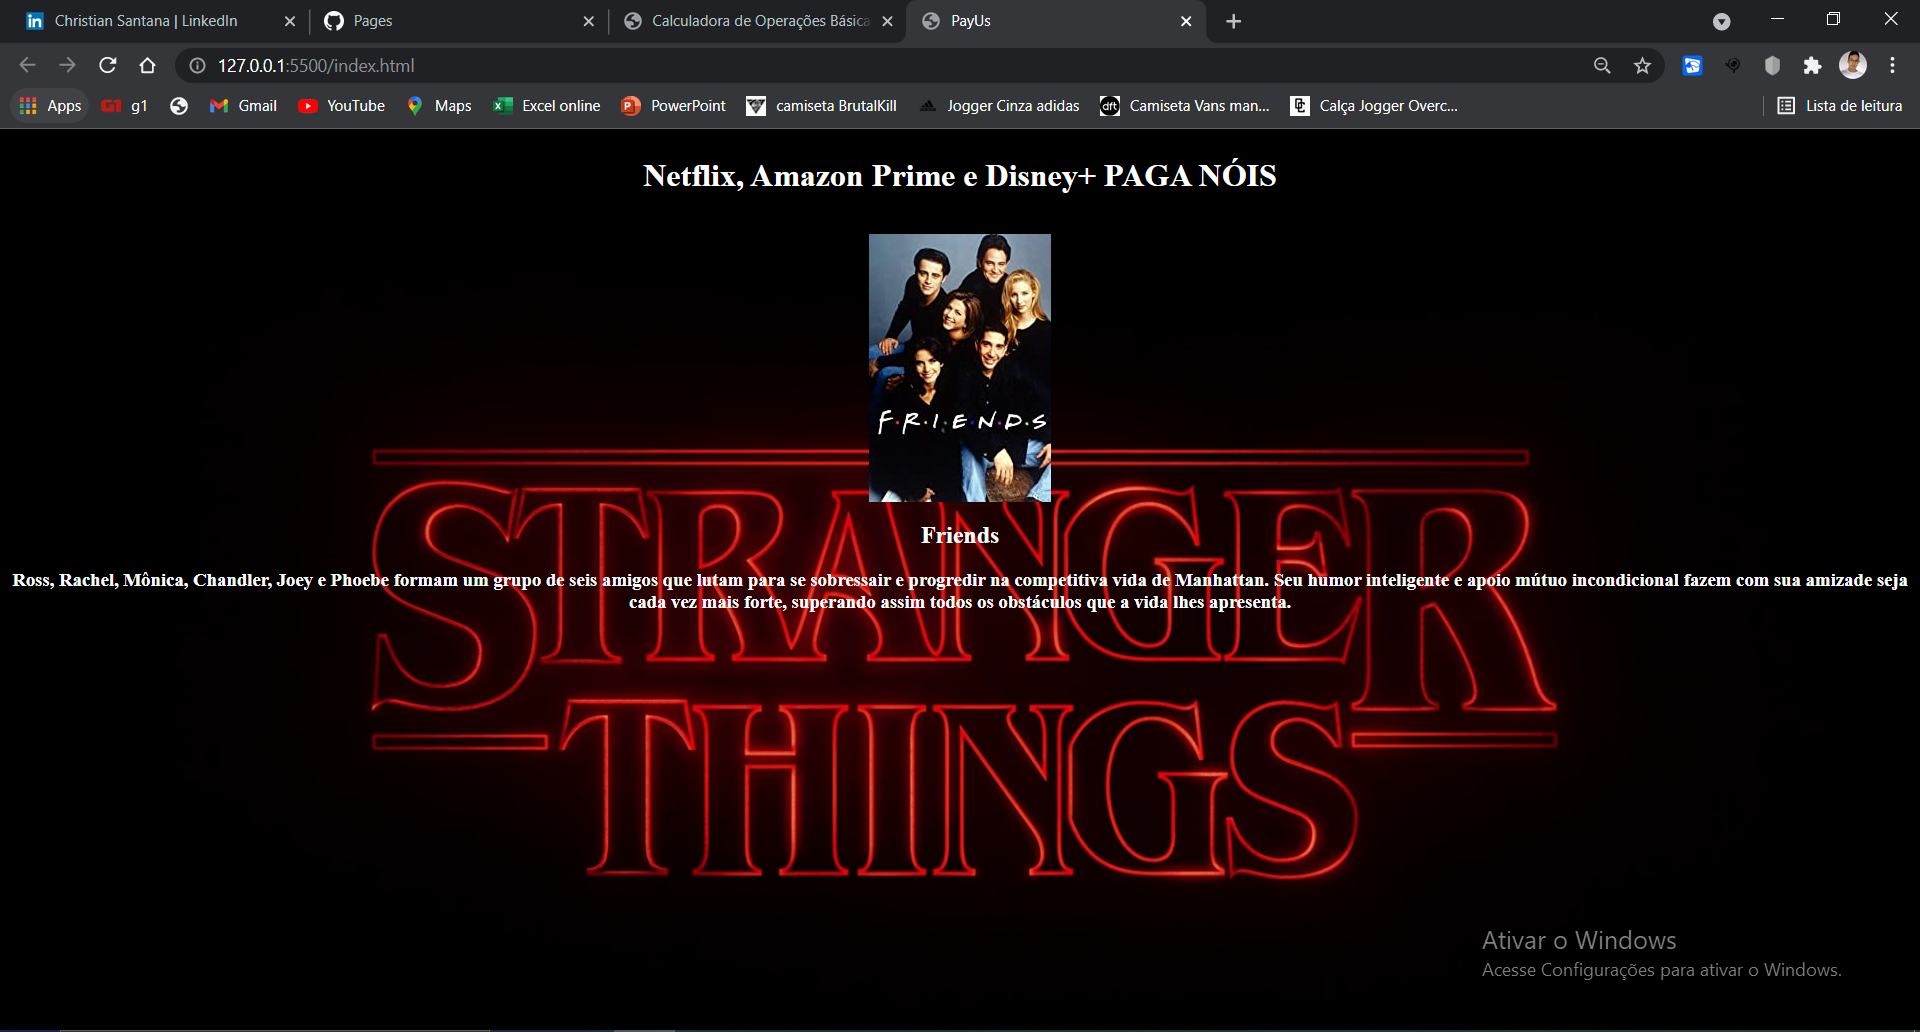 Christian Santana | LinkedIn
Pages
Calculadora de Operações Básica
PayUs
127.0.0.1:5500/index.html
Apps
G1 g1
Gmail
YouTube
Maps
Excel online
PowerPoint
camiseta BrutalKill
Jogger Cinza adidas
dft Camiseta Vans man...
Calça Jogger Overc...
Lista de leitura
Netflix, Amazon Prime e Disney+ PAGA NÓIS
F·R·I·E·N·D·S
Friends
Ross, Rachel, Mônica, Chandler, Joey e Phoebe formam um grupo de seis amigos que lutam para se sobressair e progredir na competitiva vida de Manhattan. Seu humor inteligente e apoio mútuo incondicional fazem com sua amizade seja
cada vez mais forte, superando assim todos os obstáculos que a vida lhes apresenta.
STRANGER
THINGS
Ativar o Windows
Acesse Configurações para ativar o Windows.